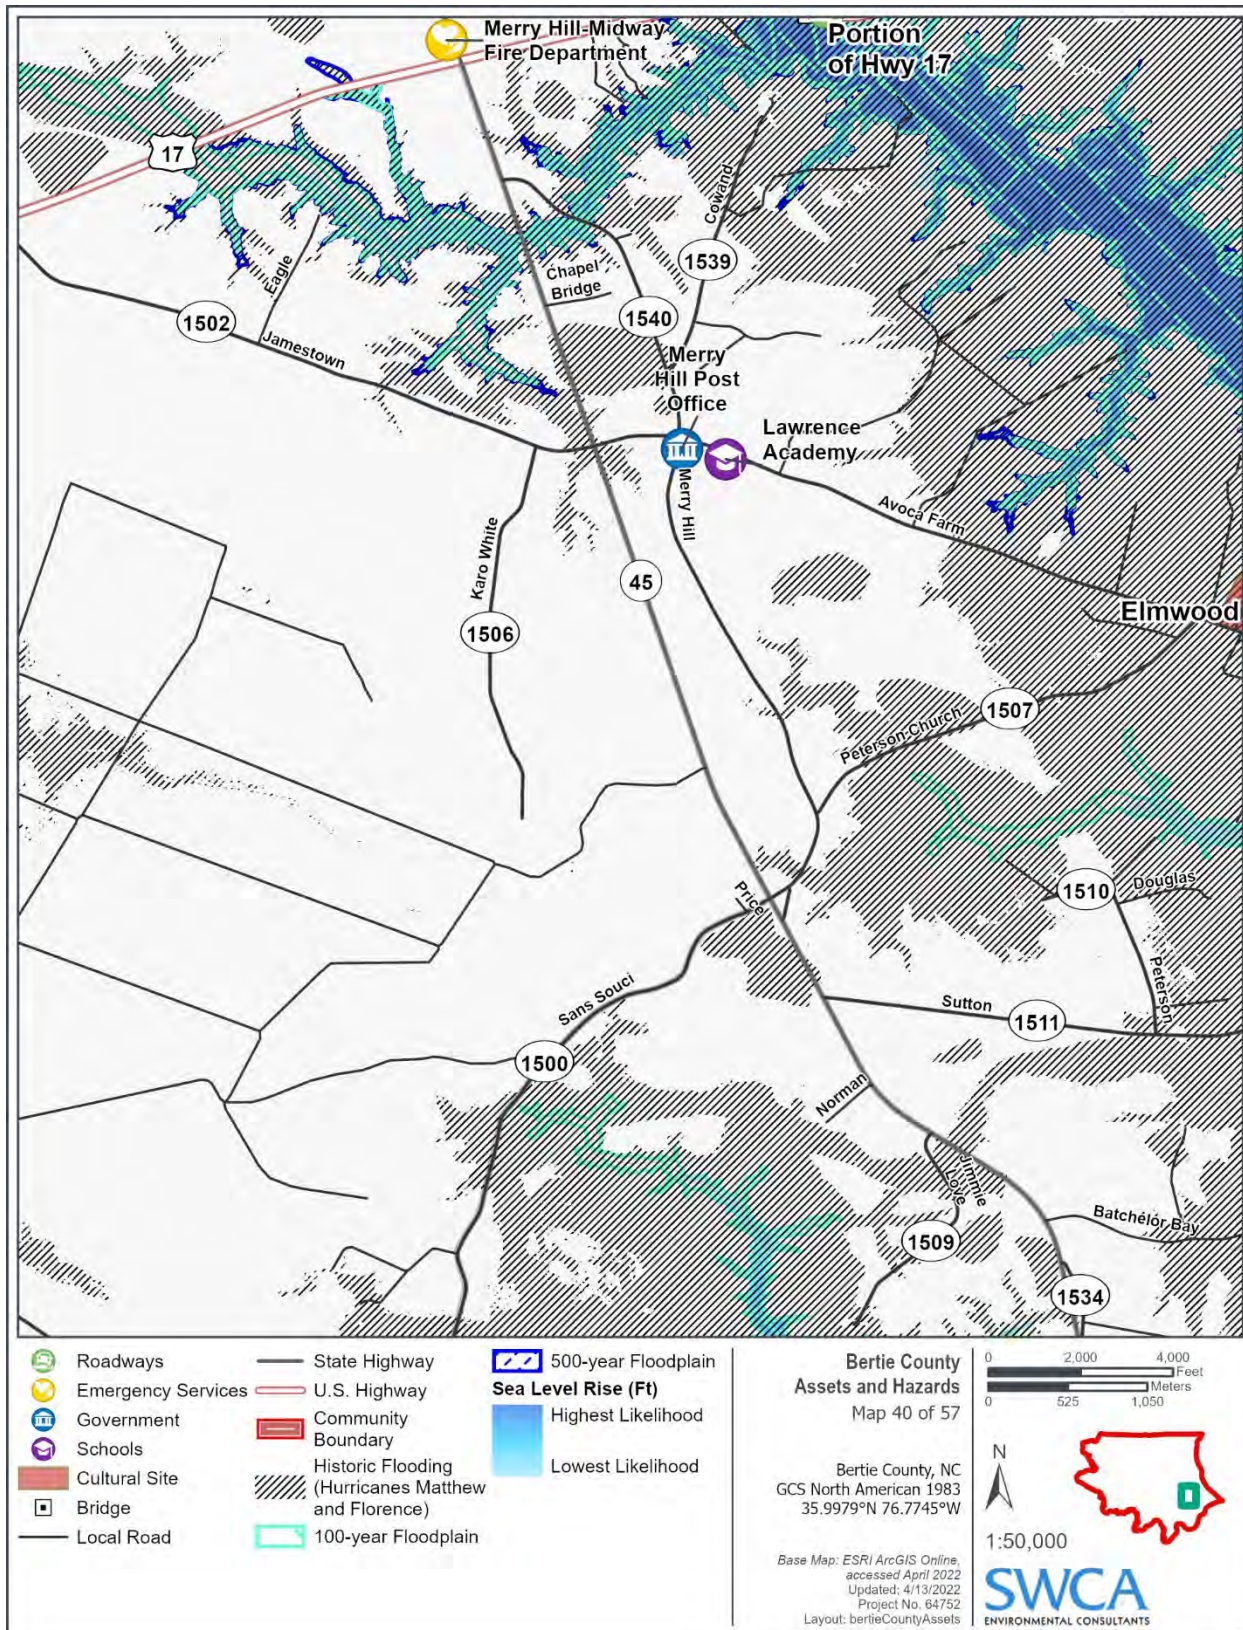 Merry Hill-Midway
Fire Department
Portion
of Hwy 17
17
Cowand
1539
Eagle
Chapel
Bridge
1502
1540
Jamestown
Merry
Hill Post
Office
Lawrence
Academy
Merry Hill
Avoca Farm
Karo White
45
Elmwood
1506
1507
Peterson Church
Price
1510
Douglas
Peterson
Sans Souci
Sutton
1511
1500
Norman
Jimmie
Love
Batchelor Bay
1509
1534
Roadways
Emergency Services
Government
Schools
Cultural Site
Bridge
Local Road
State Highway
U.S. Highway
Community
Boundary
Historic Flooding
(Hurricanes Matthew
and Florence)
100-year Floodplain
500-year Floodplain
Sea Level Rise (Ft)
Highest Likelihood
Lowest Likelihood
Bertie County
Assets and Hazards
Map 40 of 57
Bertie County, NC
GCS North American 1983
35.9979°N 76.7745°W
Base Map: ESRI ArcGIS Online,
accessed April 2022
Updated: 4/13/2022
Project No. 64752
Layout: bertieCountyAssets
0 2,000 4,000
Feet
Meters
0 525 1,050
N
1:50,000
SWCA
ENVIRONMENTAL CONSULTANTS